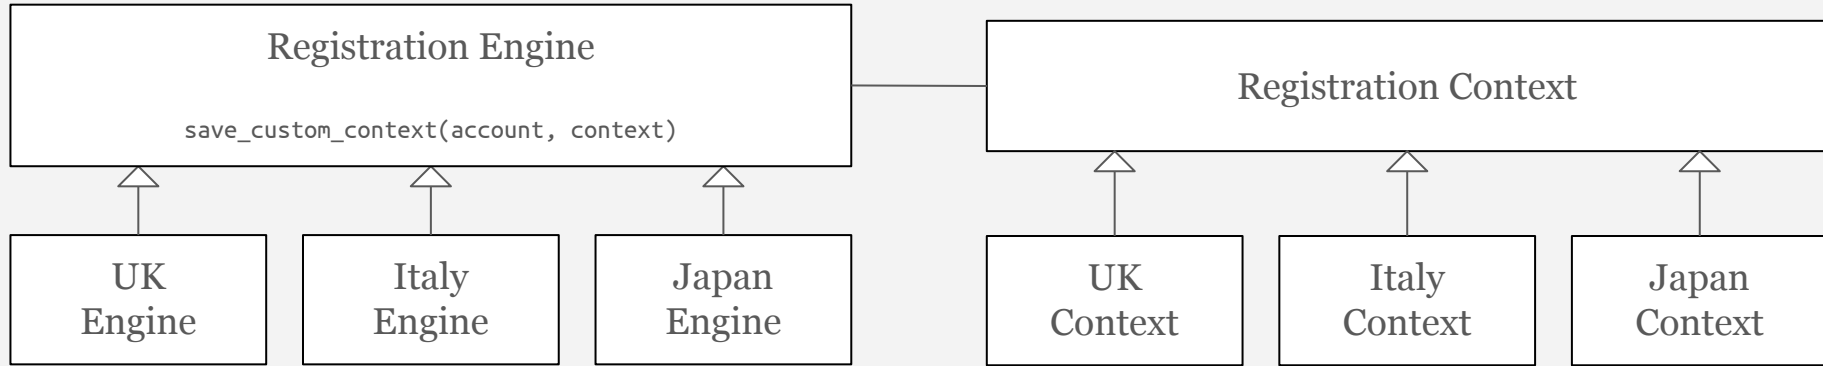 Registration Engine
save_custom_context(account, context)
Registration Context
UK
Engine
Italy
Engine
Japan
Engine
UK
Context
Italy
Context
Japan
Context